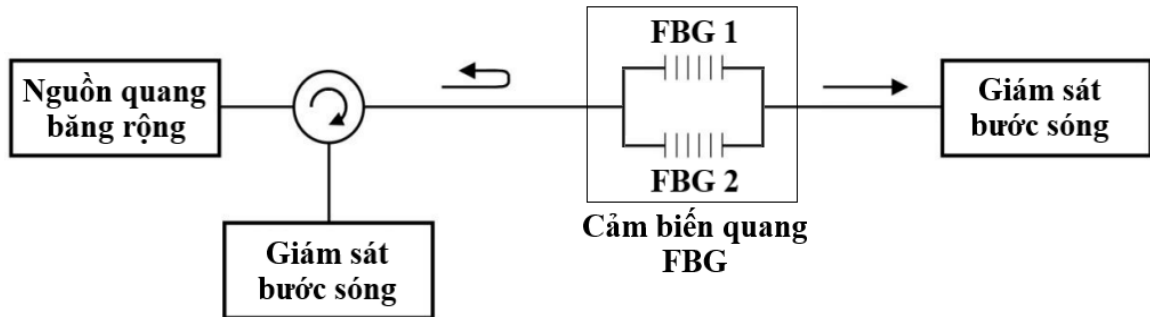 Nguồn quang
băng rộng
Giám sát
bước sóng
FBG 1
FBG 2
Cảm biến quang
FBG
Giám sát
bước sóng